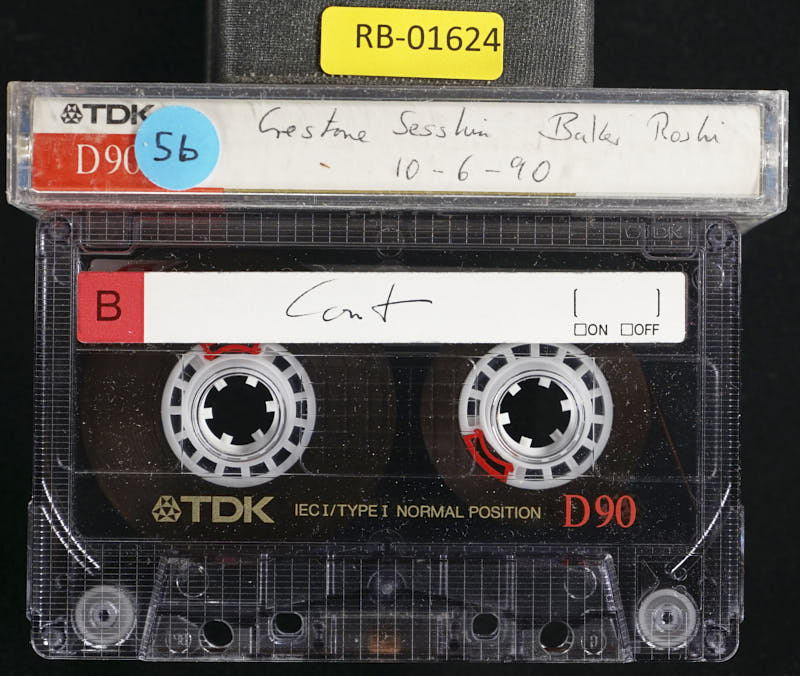 RB-01624
TDK
D90
5b
Crestone Sesshin Baker Roshi
10-6-90
TDK
B
Cont
[ ]
ON OFF
TDK IEC I/TYPE I NORMAL POSITION D90